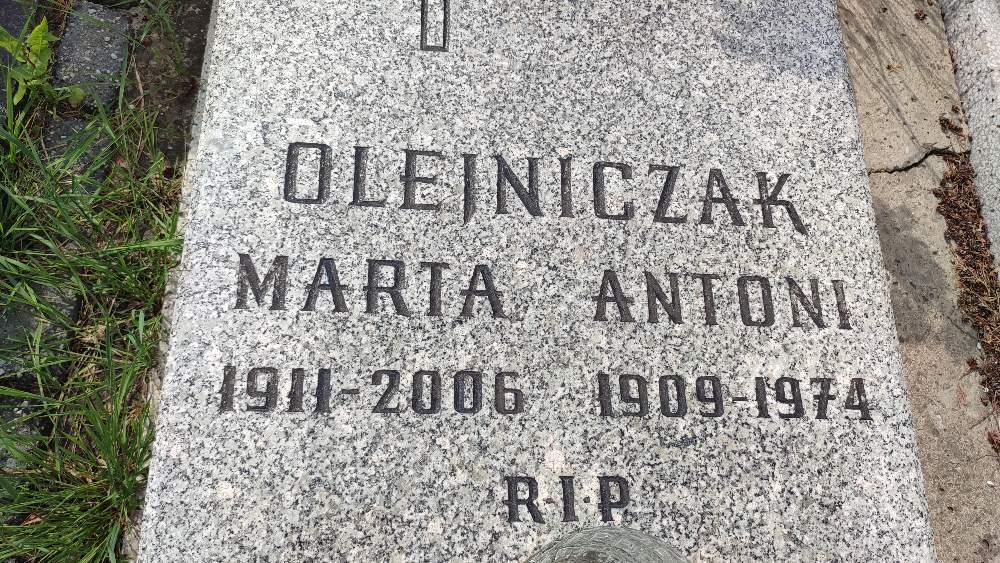 OLEJNICZAK
MARTA ANTONI
1911-2006 1909-1974
R·I·P